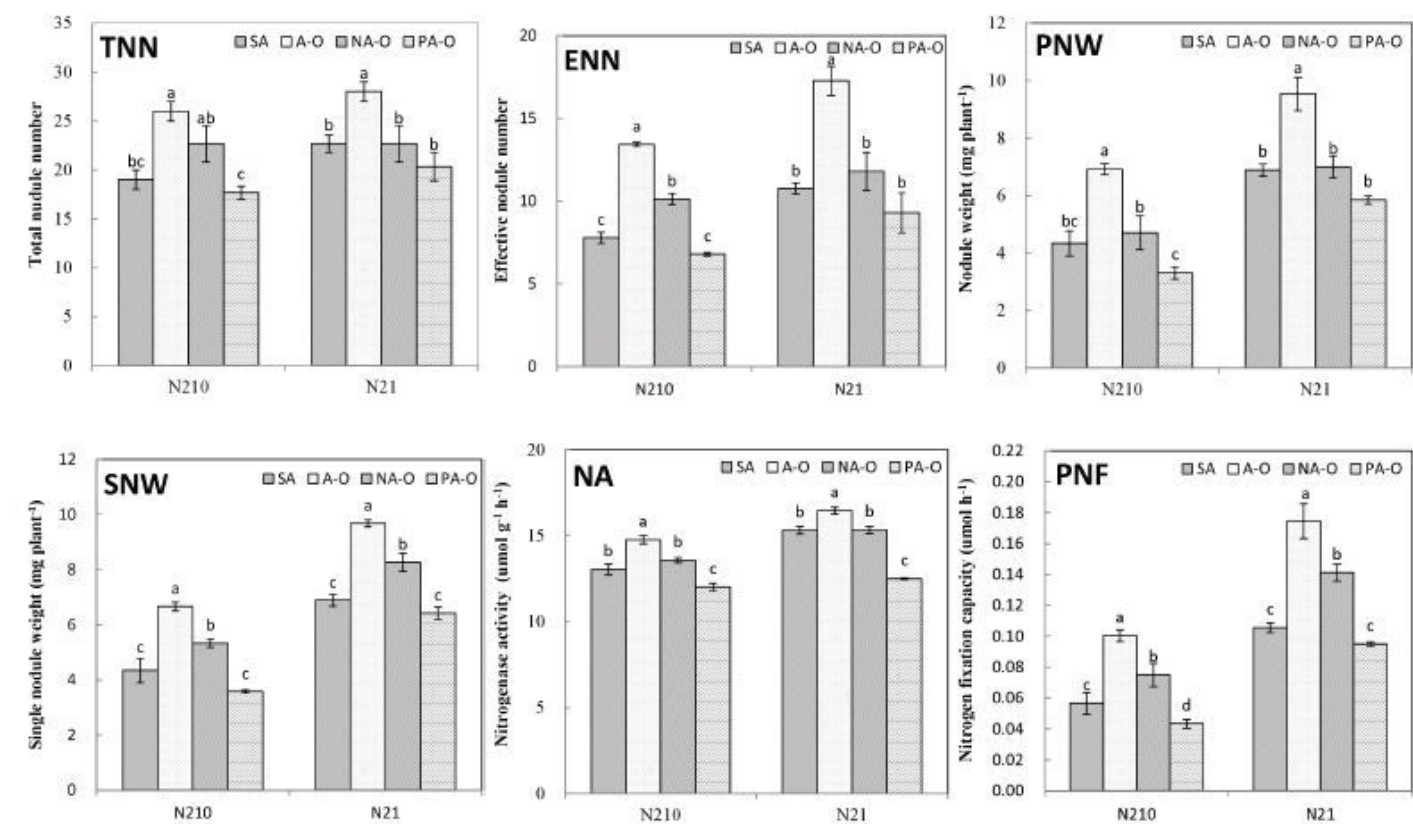 TNN
SA A-O NA-O PA-O
Total nudule number
35
30
25
20
15
10
5
0
bc a ab c
b a b b
N210 N21
ENN
SA A-O NA-O PA-O
Effective nodule number
20
15
10
5
0
c a b c
b a b b
N210 N21
PNW
SA A-O NA-O PA-O
Nodule weight (mg plant⁻¹)
12
10
8
6
4
2
0
bc a b c
b a b b
N210 N21
SNW
SA A-O NA-O PA-O
Single nodule weight (mg plant⁻¹)
12
10
8
6
4
2
0
c a b c
c a b c
N210 N21
NA
SA A-O NA-O PA-O
Nitrogenase activity (umol g⁻¹ h⁻¹)
20
15
10
5
0
b a b c
b a b c
N210 N21
PNF
SA A-O NA-O PA-O
Nitrogen fixation capacity (umol h⁻¹)
0.22
0.20
0.18
0.16
0.14
0.12
0.10
0.08
0.06
0.04
0.02
0.00
c a b d
c a b c
N210 N21